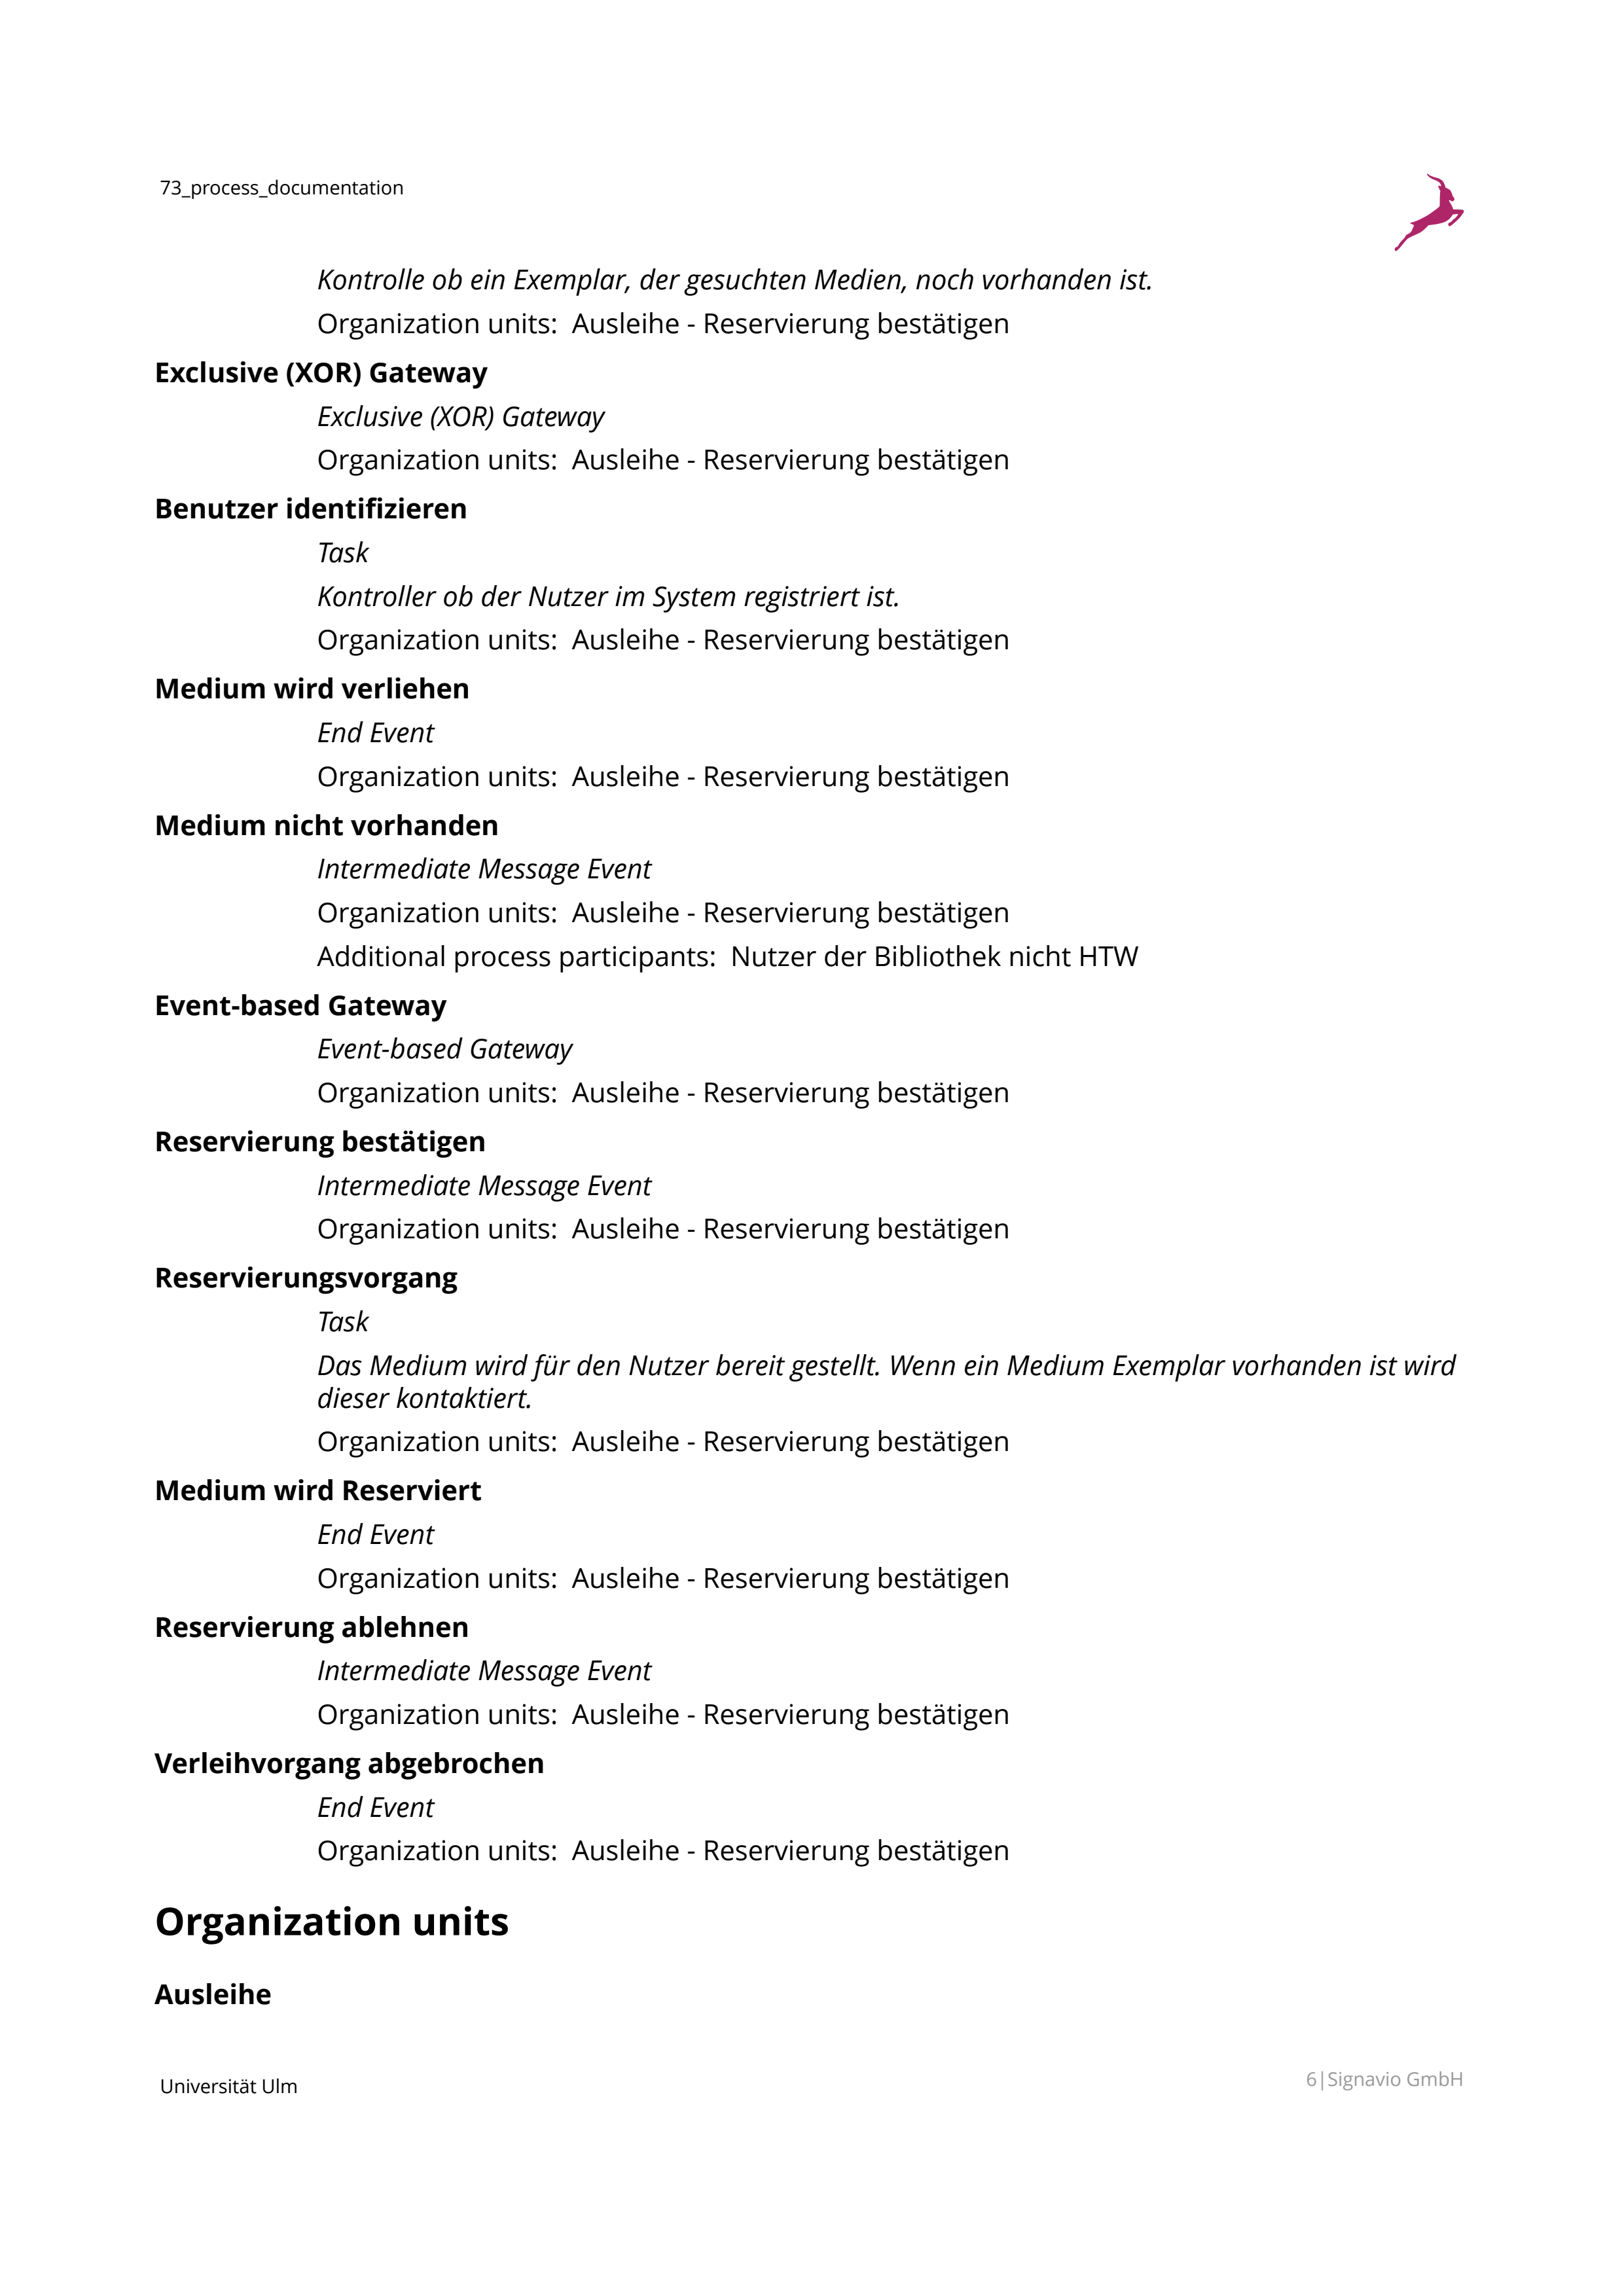 73_process_documentation
Kontrolle ob ein Exemplar, der gesuchten Medien, noch vorhanden ist.
Organization units:  Ausleihe - Reservierung bestätigen
Exclusive (XOR) Gateway
Exclusive (XOR) Gateway
Organization units:  Ausleihe - Reservierung bestätigen
Benutzer identifizieren
Task
Kontroller ob der Nutzer im System registriert ist.
Organization units:  Ausleihe - Reservierung bestätigen
Medium wird verliehen
End Event
Organization units:  Ausleihe - Reservierung bestätigen
Medium nicht vorhanden
Intermediate Message Event
Organization units:  Ausleihe - Reservierung bestätigen
Additional process participants:  Nutzer der Bibliothek nicht HTW
Event-based Gateway
Event-based Gateway
Organization units:  Ausleihe - Reservierung bestätigen
Reservierung bestätigen
Intermediate Message Event
Organization units:  Ausleihe - Reservierung bestätigen
Reservierungsvorgang
Task
Das Medium wird für den Nutzer bereit gestellt. Wenn ein Medium Exemplar vorhanden ist wird
dieser kontaktiert.
Organization units:  Ausleihe - Reservierung bestätigen
Medium wird Reserviert
End Event
Organization units:  Ausleihe - Reservierung bestätigen
Reservierung ablehnen
Intermediate Message Event
Organization units:  Ausleihe - Reservierung bestätigen
Verleihvorgang abgebrochen
End Event
Organization units:  Ausleihe - Reservierung bestätigen
Organization units
Ausleihe
Universität Ulm
6|Signavio GmbH